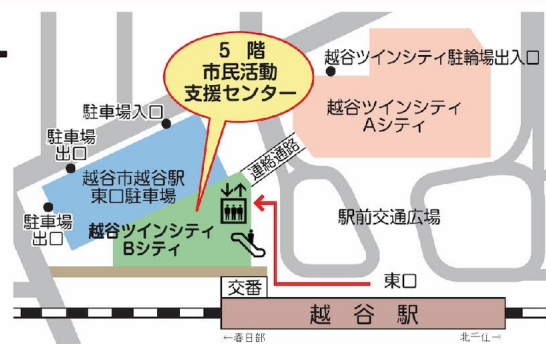 5 階
市民活動
支援センター
越谷ツインシティ駐輪場出入口
越谷ツインシティ
Aシティ
駐車場入口
駐車場
出口
連絡通路
越谷市越谷駅
東口駐車場
駐車場
出口
越谷ツインシティ
Bシティ
駅前交通広場
東口
交番
越谷駅
←春日部
北千住→